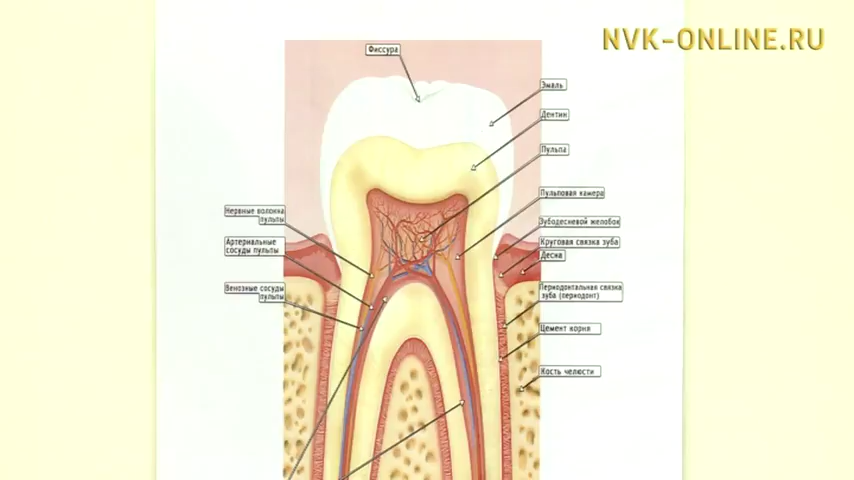 NVK-ONLINE.RU
Фиссура
Эмаль
Дентин
Пульпа
Пульповая камера
Зубодесневой желобок
Круговая связка зуба
Десна
Периодонтальная связка
зуба (периодонт)
Цемент корня
Кость челюсти
Нервные волокна
пульпы
Артериальные
сосуды пульпы
Венозные сосуды
пульпы